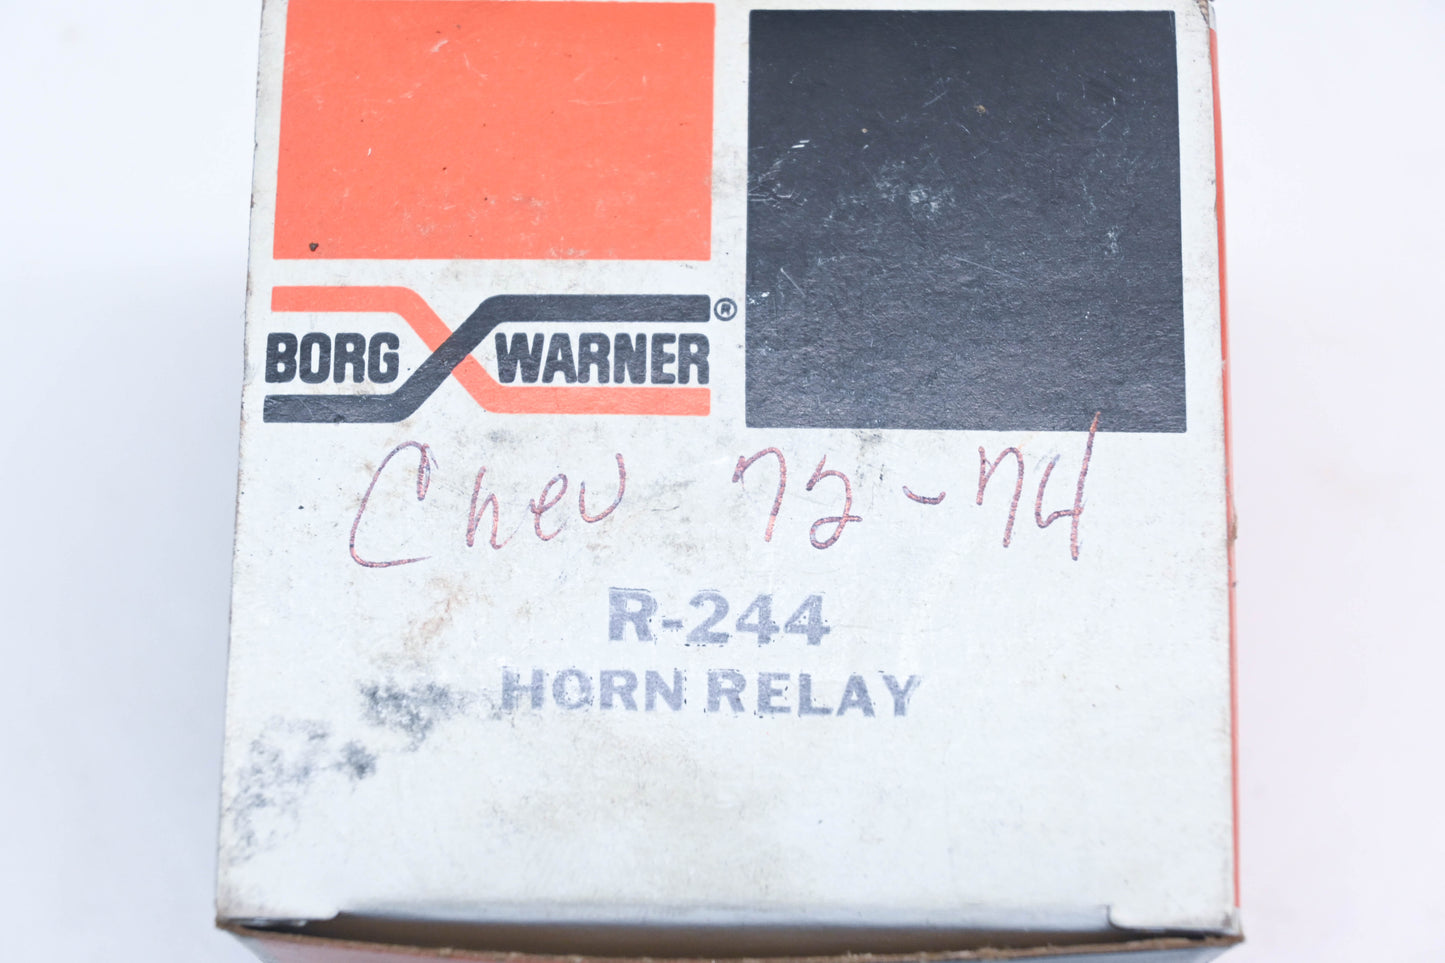 BORG WARNER®
Chev 72-74
R-244
HORN RELAY